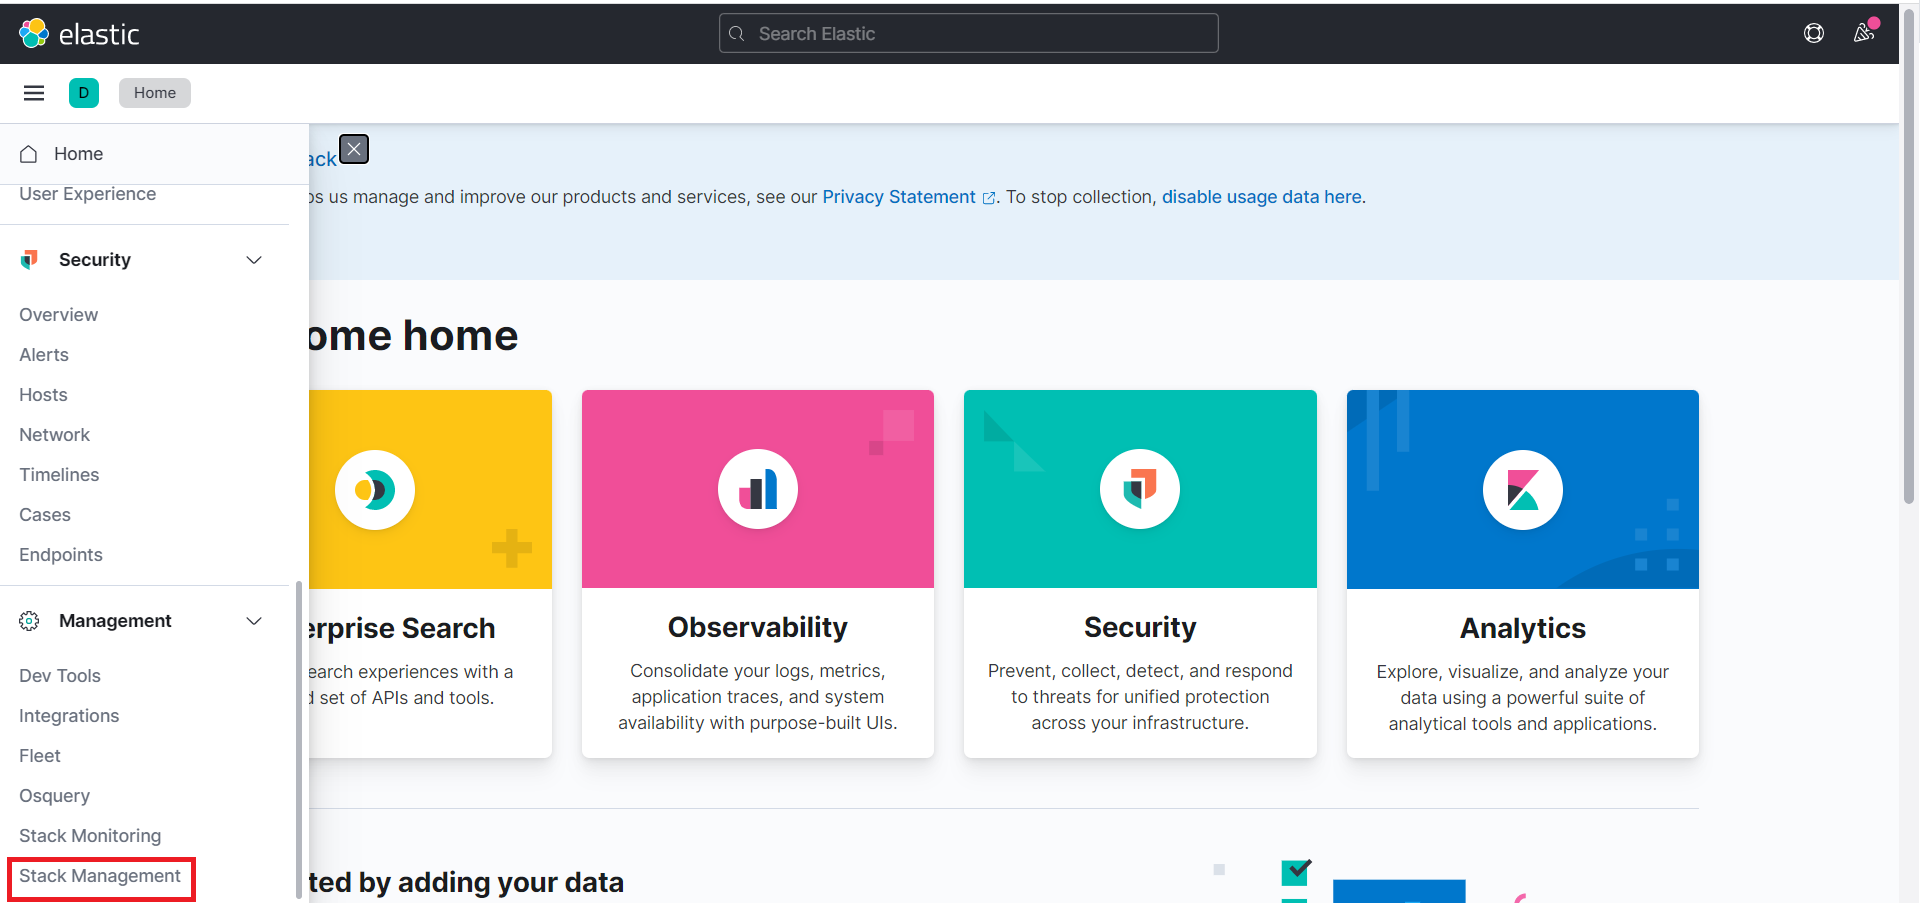 elastic
Search Elastic
D
Home
Home
User Experience
Security
Overview
Alerts
Hosts
Network
Timelines
Cases
Endpoints
Management
Dev Tools
Integrations
Fleet
Osquery
Stack Monitoring
Stack Management
ack
ps us manage and improve our products and services, see our Privacy Statement. To stop collection, disable usage data here.
ome home
erprise Search
earch experiences with a
d set of APIs and tools.
Observability
Consolidate your logs, metrics,
application traces, and system
availability with purpose-built UIs.
Security
Prevent, collect, detect, and respond
to threats for unified protection
across your infrastructure.
Analytics
Explore, visualize, and analyze your
data using a powerful suite of
analytical tools and applications.
ted by adding your data